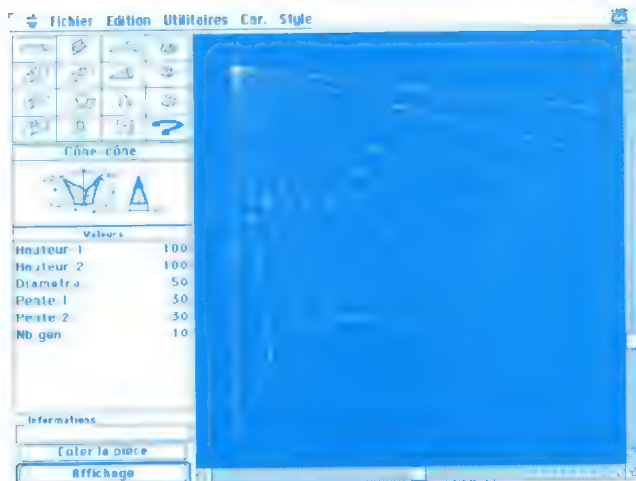 Fichier Edition Utilitaires Car. Style
Cône cône
Valeurs
Hauteur 1 100
Hauteur 2 100
Diametre 50
Pente 1 30
Pente 2 30
Nb gen 10
Informations
Coter la pièce
Affichage